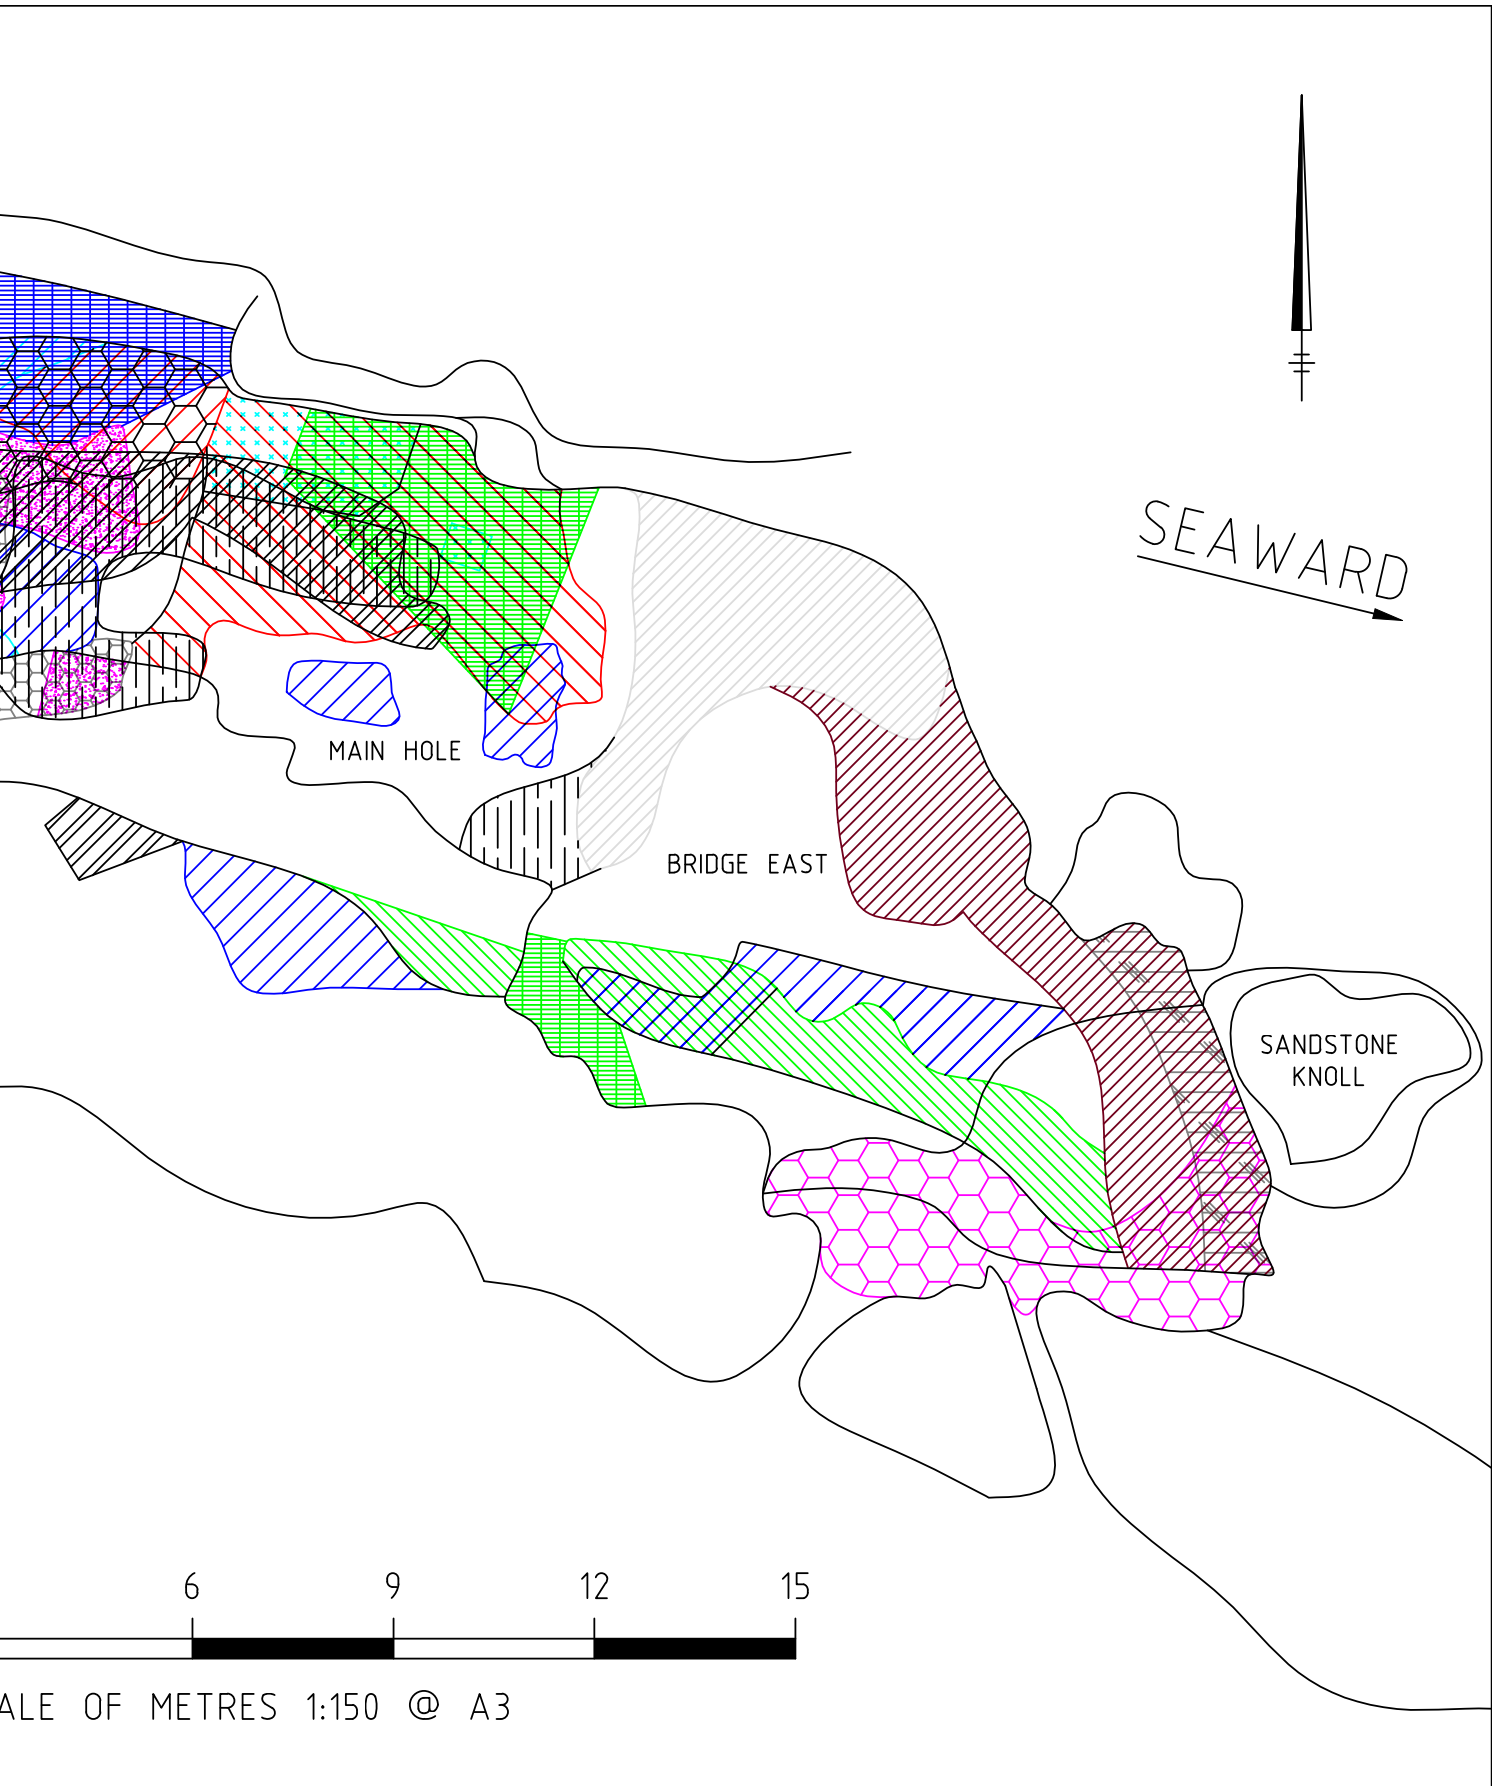 SEAWARD
MAIN HOLE
BRIDGE EAST
SANDSTONE
KNOLL
6 9 12 15
ALE OF METRES 1:150 @ A3